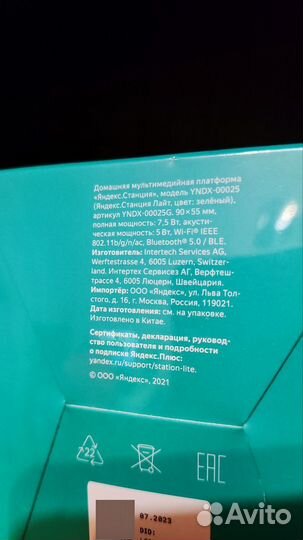 Домашняя мультимедийная платформа
«Яндекс.Станция», модель YNDX-00025
(Яндекс.Станция Лайт, цвет: зелёный),
артикул YNDX-00025G. 90×55 мм,
полная мощность: 7,5 Вт, акусти-
ческая мощность: 5 Вт, Wi-Fi® IEEE
802.11b/g/n/ac, Bluetooth® 5.0 / BLE.
Изготовитель: Intertech Services AG,
Werftestrasse 4, 6005 Luzern, Switzer-
land. Интертех Сервисез АГ, Верфтеш-
трассе 4, 6005 Люцерн, Швейцария.
Импортёр: ООО «Яндекс», ул. Льва Тол-
стого, д. 16, г. Москва, Россия, 119021.
Дата изготовления: см. на упаковке.
Изготовлено в Китае.
Сертификаты, декларация, руковод-
ство пользователя и подробности
о подписке Яндекс.Плюс:
yandex.ru/support/station-lite.
© ООО «Яндекс», 2021
22
EAC
07.2023
DID:
Avito